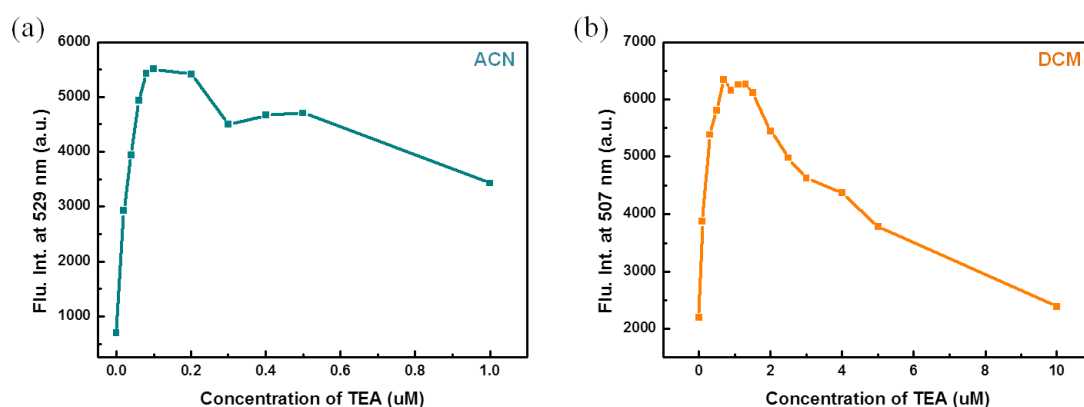 (a)
ACN
Flu. Int. at 529 nm (a.u.)
6000
5000
4000
3000
2000
1000
0.0 0.2 0.4 0.6 0.8 1.0
Concentration of TEA (uM)
(b)
DCM
Flu. Int. at 507 nm (a.u.)
7000
6000
5000
4000
3000
2000
0 2 4 6 8 10
Concentration of TEA (uM)